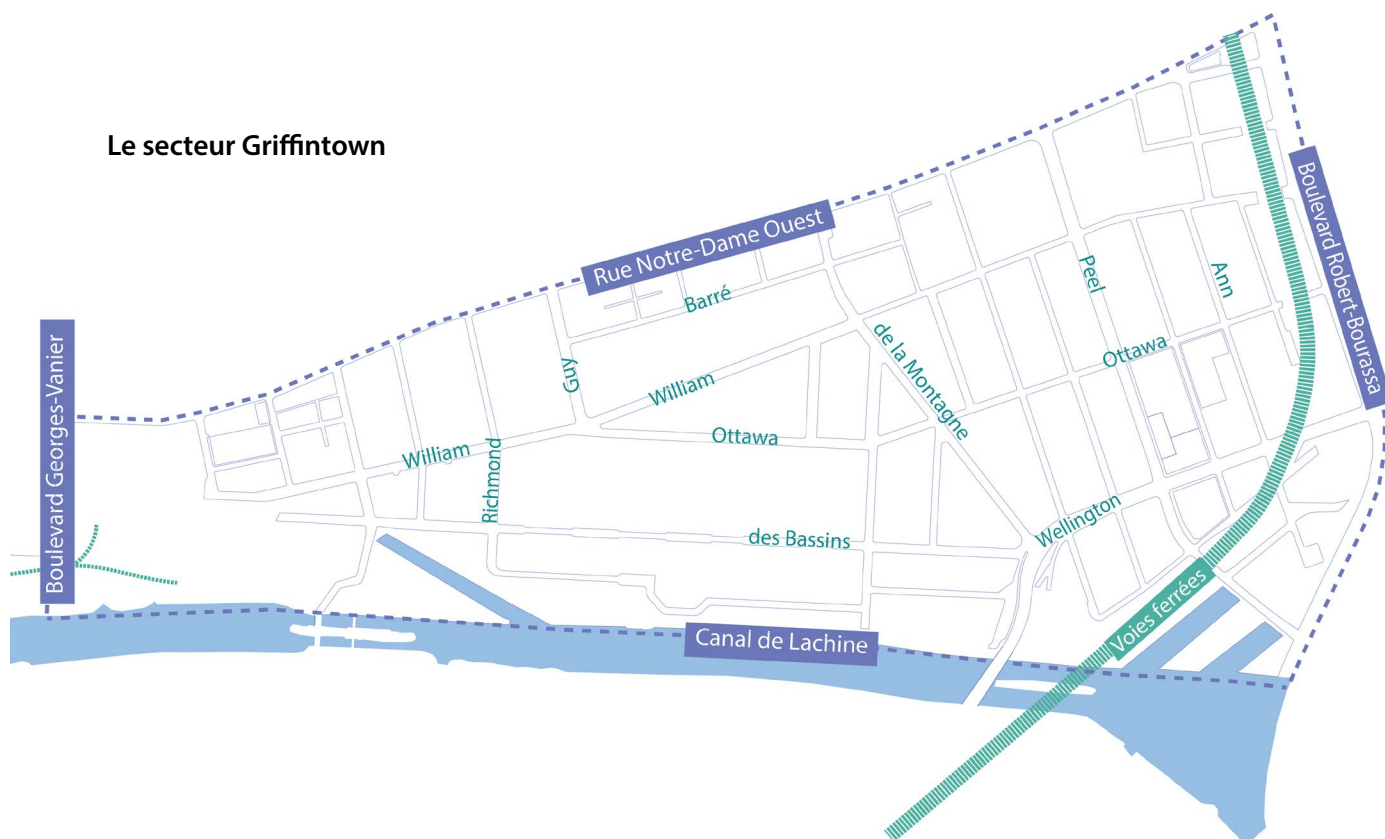 Le secteur Griffintown
Rue Notre-Dame Ouest
Boulevard Robert-Bourassa
Boulevard Georges-Vanier
Barré
Peel
Ann
Guy
William
de la Montagne
Ottawa
William
Ottawa
Richmond
des Bassins
Wellington
Voies ferrées
Canal de Lachine